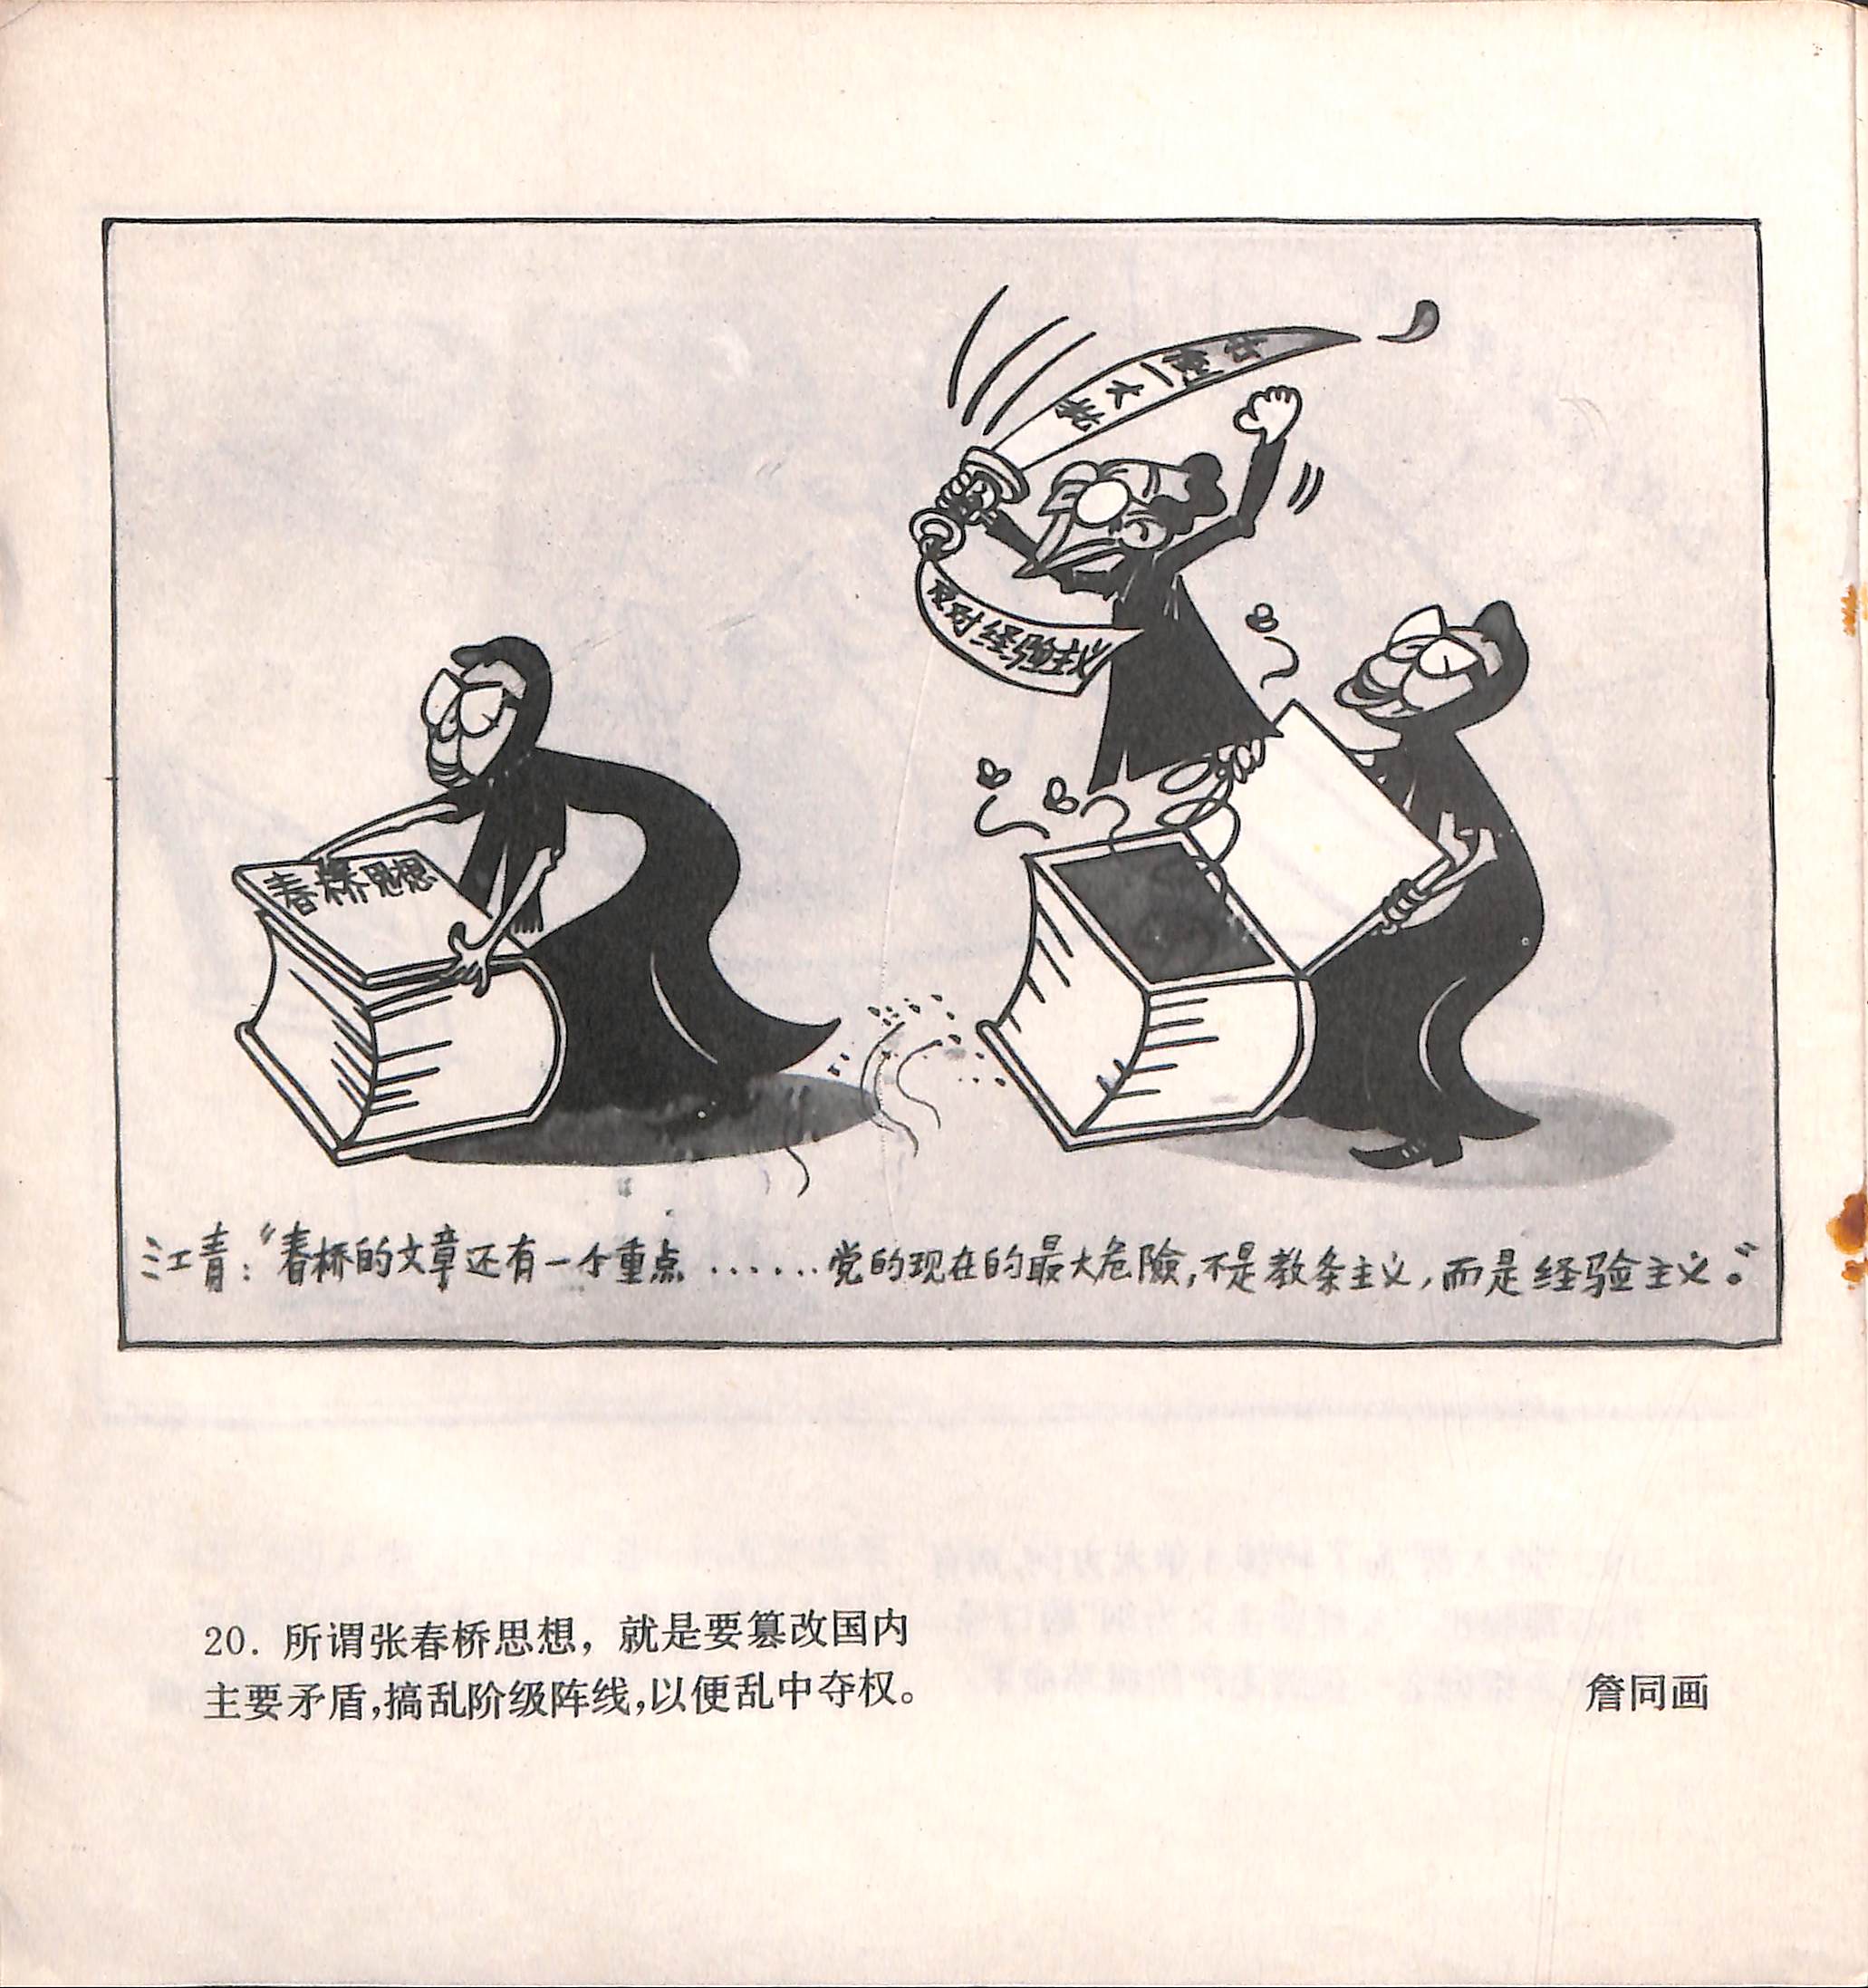 打倒一大批
反对经验主义
春桥思想
江青：“春桥的文章还有一个重点……党的现在的最大危險，不是教条主义，而是经验主义。”
20. 所谓张春桥思想，就是要篡改国内
主要矛盾，搞乱阶级阵线，以便乱中夺权。
詹同画